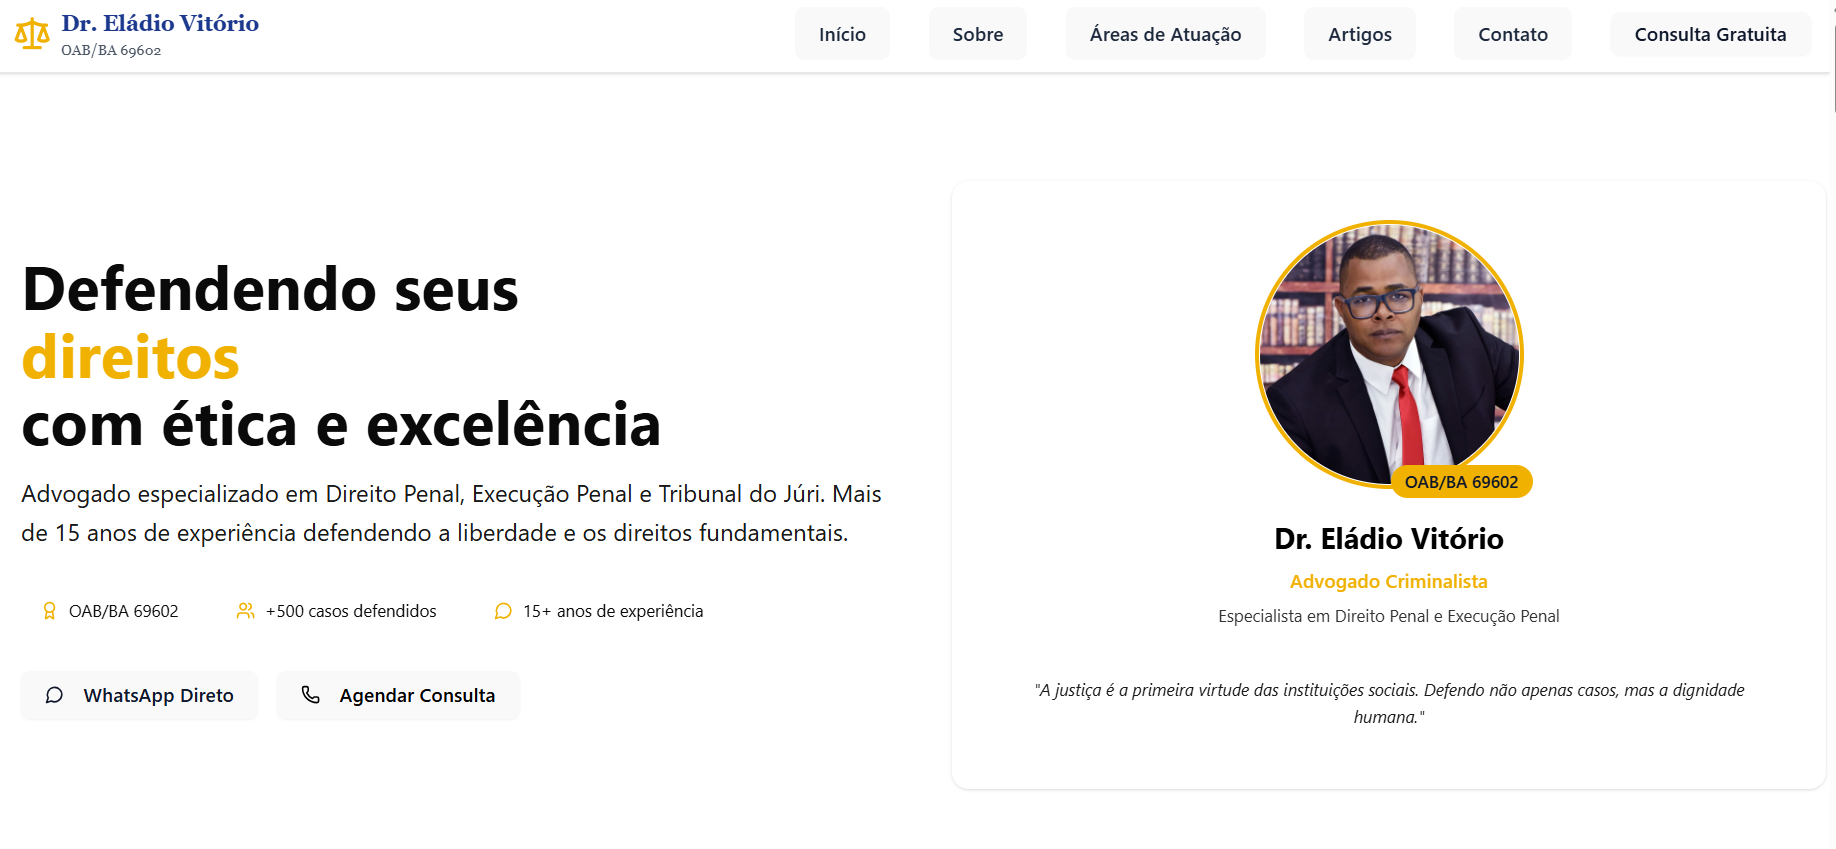 Dr. Eládio Vitório
OAB/BA 69602
Início
Sobre
Áreas de Atuação
Artigos
Contato
Consulta Gratuita
Defendendo seus
direitos
com ética e excelência
Advogado especializado em Direito Penal, Execução Penal e Tribunal do Júri. Mais
de 15 anos de experiência defendendo a liberdade e os direitos fundamentais.
OAB/BA 69602
+500 casos defendidos
15+ anos de experiência
WhatsApp Direto
Agendar Consulta
OAB/BA 69602
Dr. Eládio Vitório
Advogado Criminalista
Especialista em Direito Penal e Execução Penal
"A justiça é a primeira virtude das instituições sociais. Defendo não apenas casos, mas a dignidade
humana."